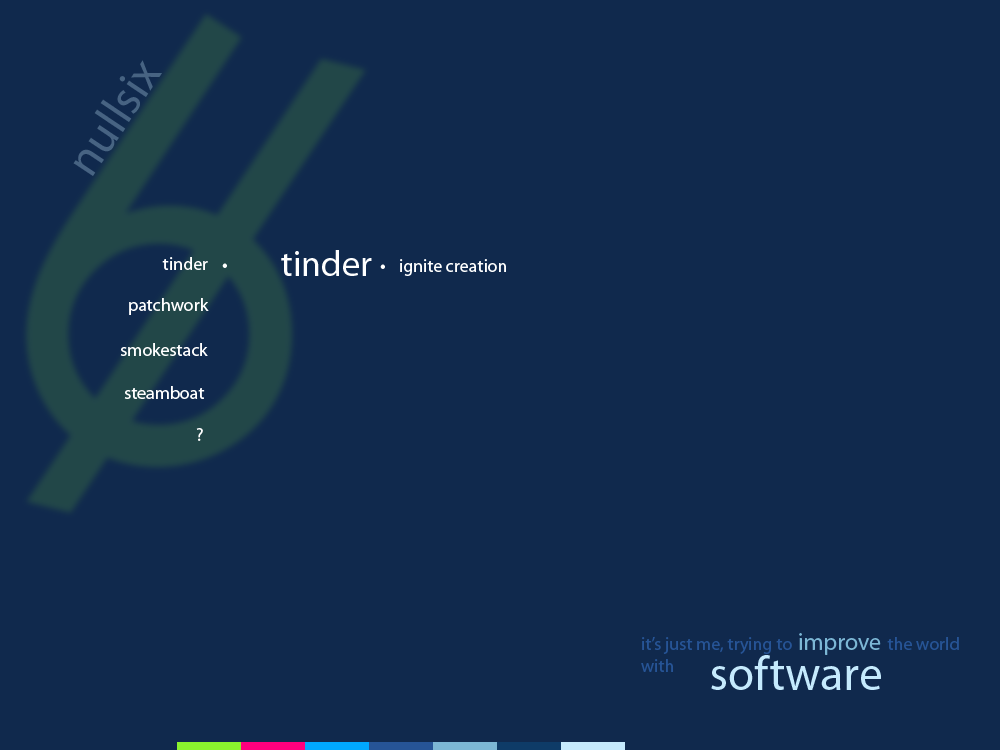 nullsix
tinder •
tinder • ignite creation
patchwork
smokestack
steamboat
?
it's just me, trying to improve the world
with software